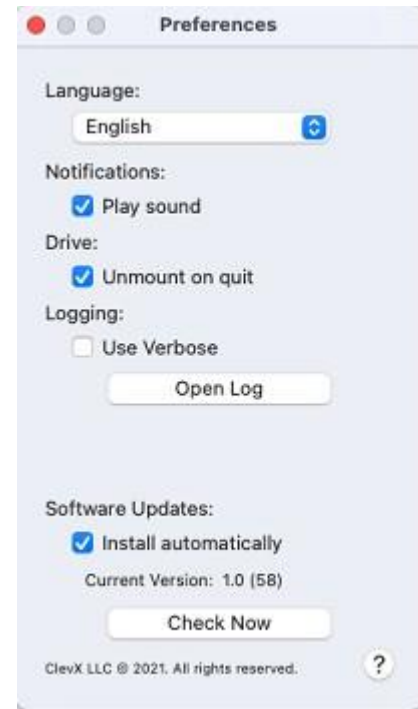 Preferences
Language:
English
Notifications:
Play sound
Drive:
Unmount on quit
Logging:
Use Verbose
Open Log
Software Updates:
Install automatically
Current Version: 1.0 (58)
Check Now
ClevX LLC © 2021. All rights reserved.
?